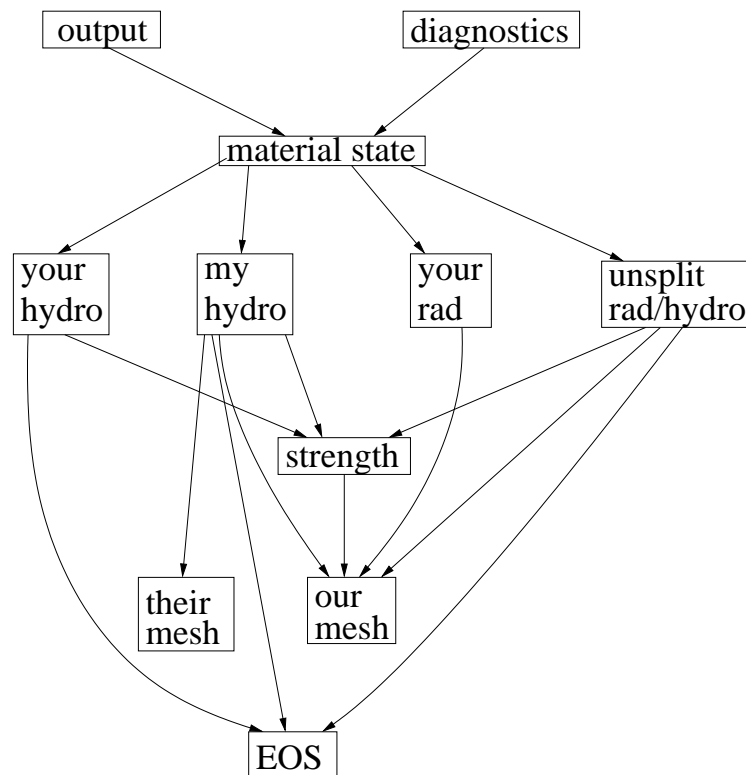 output
diagnostics
material state
your
hydro
my
hydro
your
rad
unsplit
rad/hydro
strength
their
mesh
our
mesh
EOS